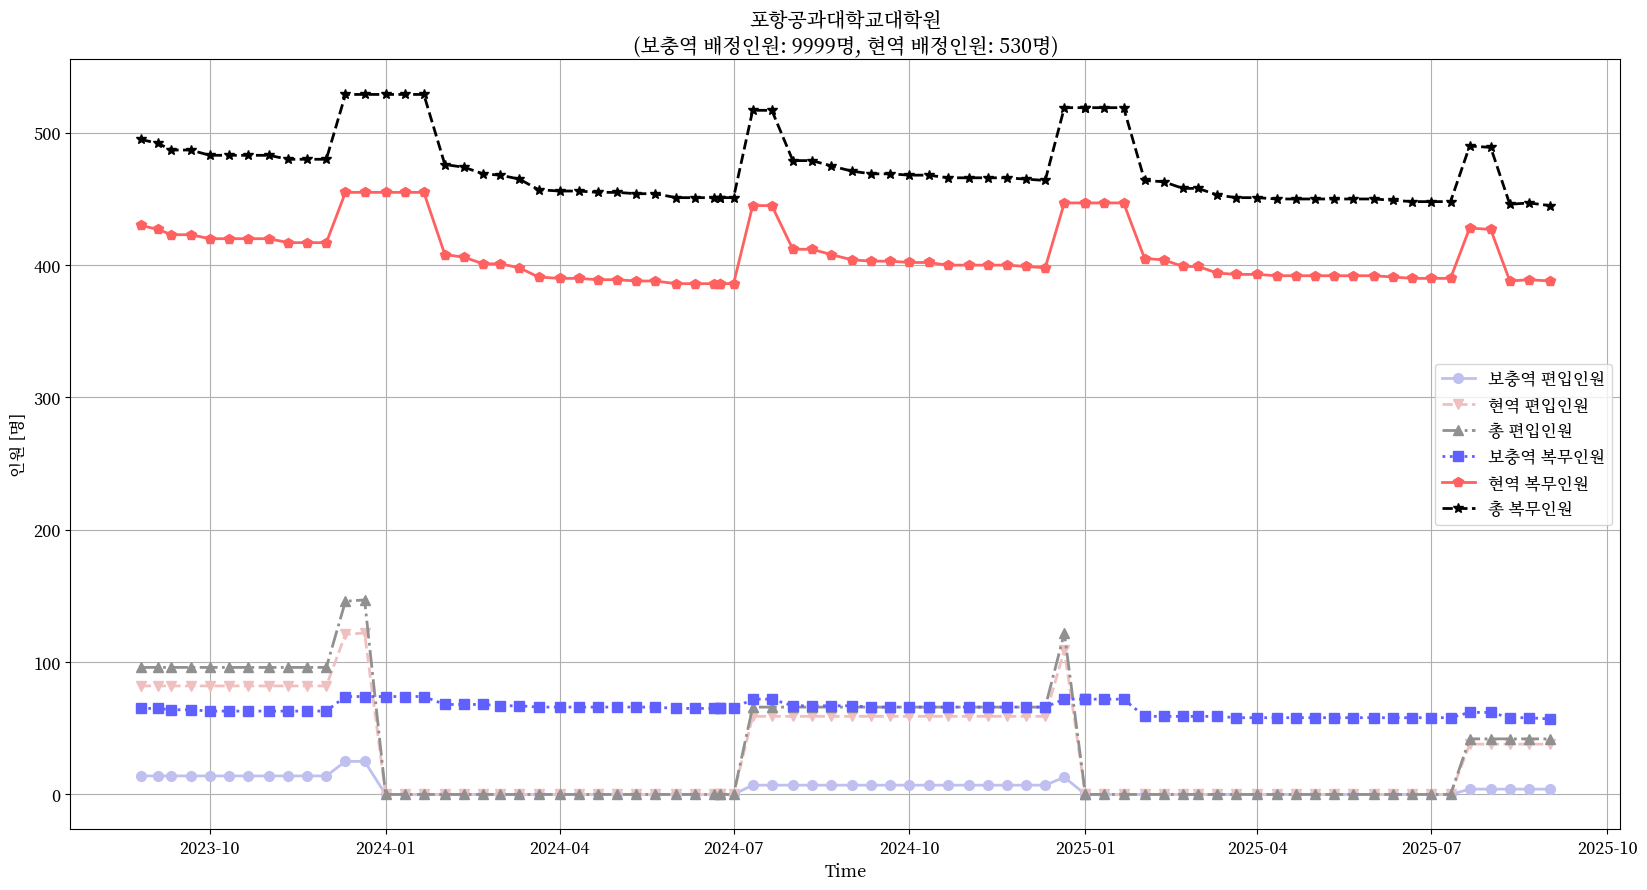 포항공과대학교대학원
(보충역 배정인원: 9999명, 현역 배정인원: 530명)
인원 [명]
500
400
300
200
100
0
보충역 편입인원
현역 편입인원
총 편입인원
보충역 복무인원
현역 복무인원
총 복무인원
2023-10 2024-01 2024-04 2024-07 2024-10 2025-01 2025-04 2025-07 2025-10
Time